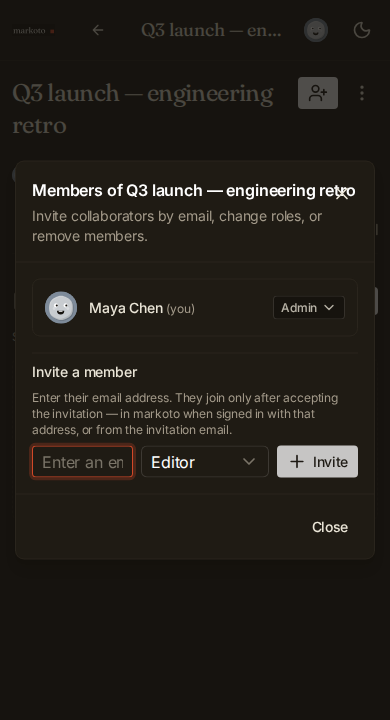 markoto
Q3 launch — en...
Q3 launch — engineering
retro
Members of Q3 launch — engineering retro
Invite collaborators by email, change roles, or
remove members.
Maya Chen (you)
Admin
Invite a member
Enter their email address. They join only after accepting
the invitation — in markoto when signed in with that
address, or from the invitation email.
Enter an en
Editor
Invite
Close